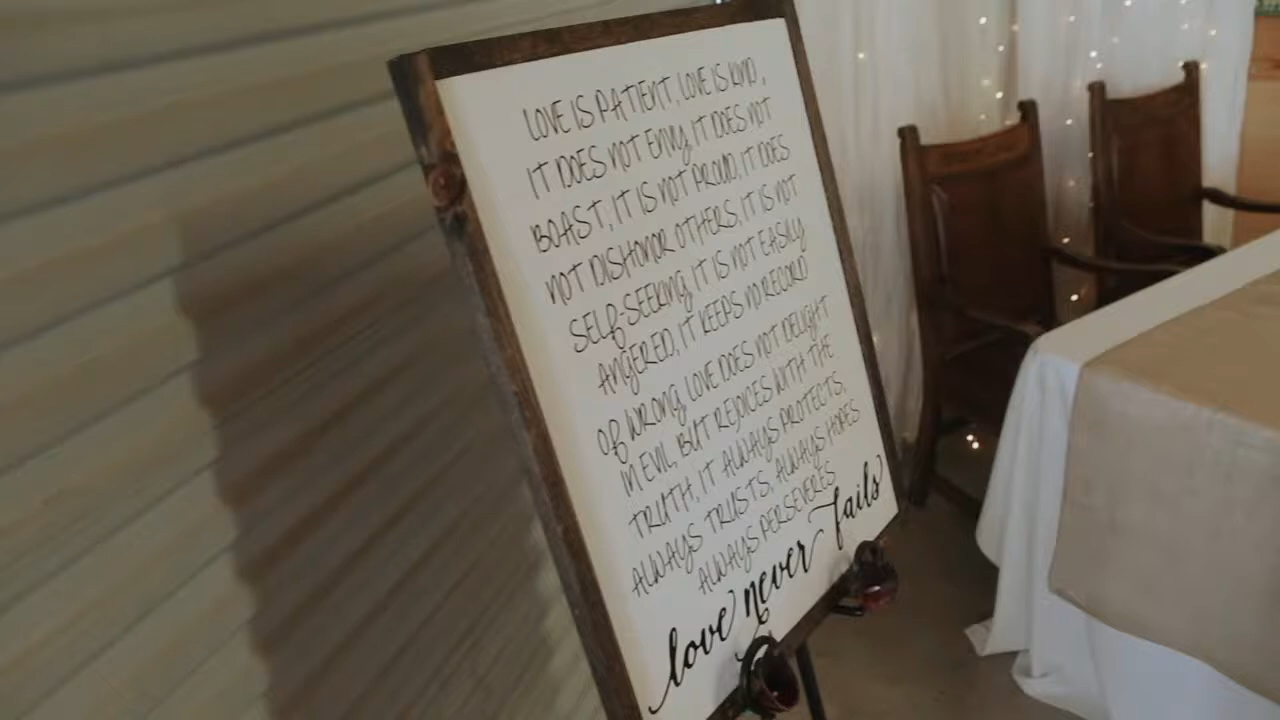 LOVE IS PATIENT, LOVE IS KIND,
IT DOES NOT ENVY, IT DOES NOT
BOAST, IT IS NOT PROUD, IT DOES
NOT DISHONOR OTHERS, IT IS NOT
SELF-SEEKING IT IS NOT EASILY
ANGERED, IT KEEPS NO RECORD
OF WRONG LOVE DOES NOT DELIGHT
IN EVIL, BUT REJOICES WITH THE
TRUTH, IT ALWAYS PROTECTS,
ALWAYS TRUSTS, ALWAYS HOPES
ALWAYS PERSEVERES
love never fails